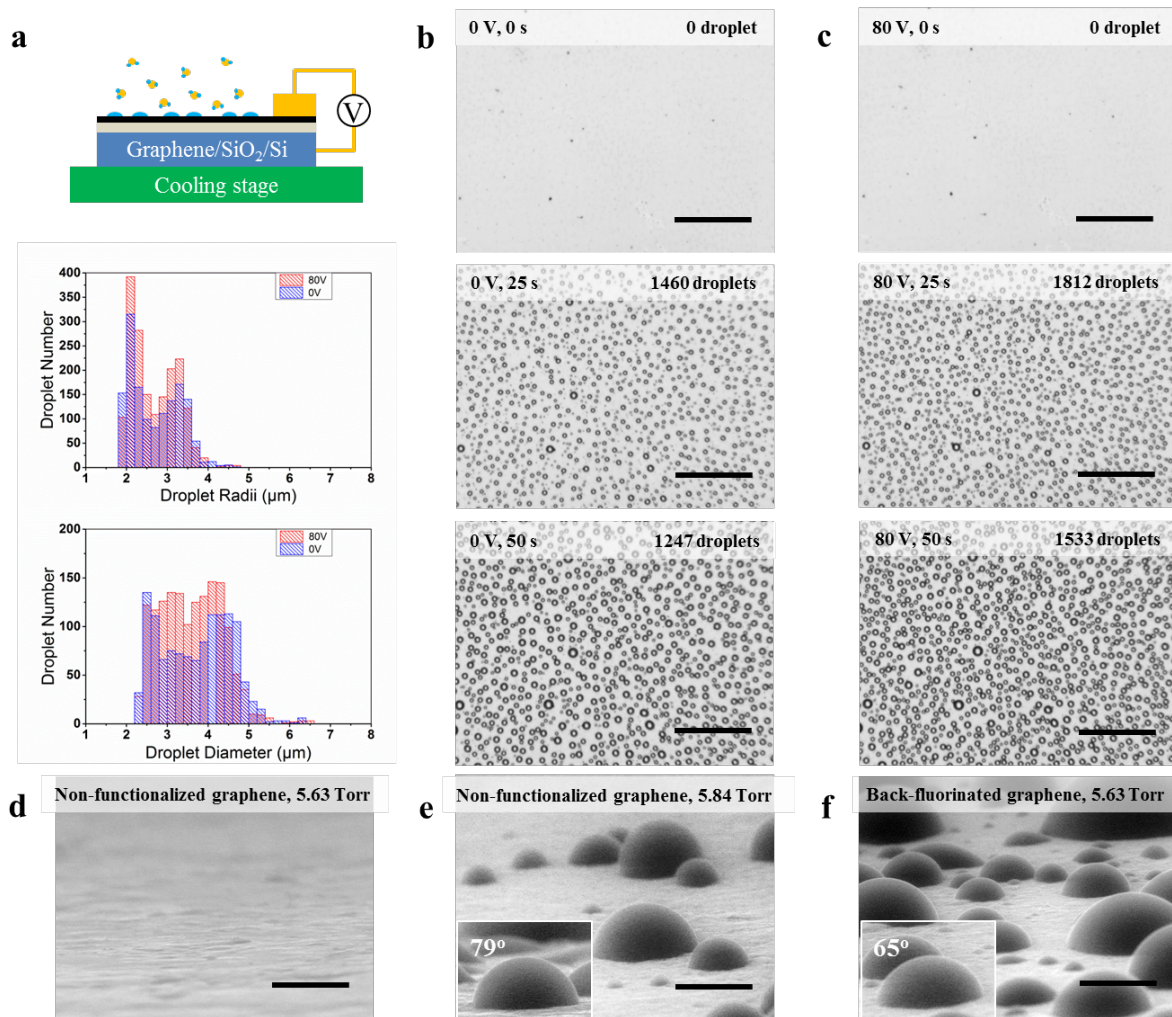 a
V
Graphene/SiO₂/Si
Cooling stage
400
350
300
250
200
150
100
50
0
Droplet Number
80V
0V
1 2 3 4 5 6 7 8
Droplet Radii (µm)
200
150
100
50
0
Droplet Number
80V
0V
1 2 3 4 5 6 7 8
Droplet Diameter (µm)
b
0 V, 0 s 0 droplet
0 V, 25 s 1460 droplets
0 V, 50 s 1247 droplets
c
80 V, 0 s 0 droplet
80 V, 25 s 1812 droplets
80 V, 50 s 1533 droplets
d
Non-functionalized graphene, 5.63 Torr
e
Non-functionalized graphene, 5.84 Torr
79º
f
Back-fluorinated graphene, 5.63 Torr
65º